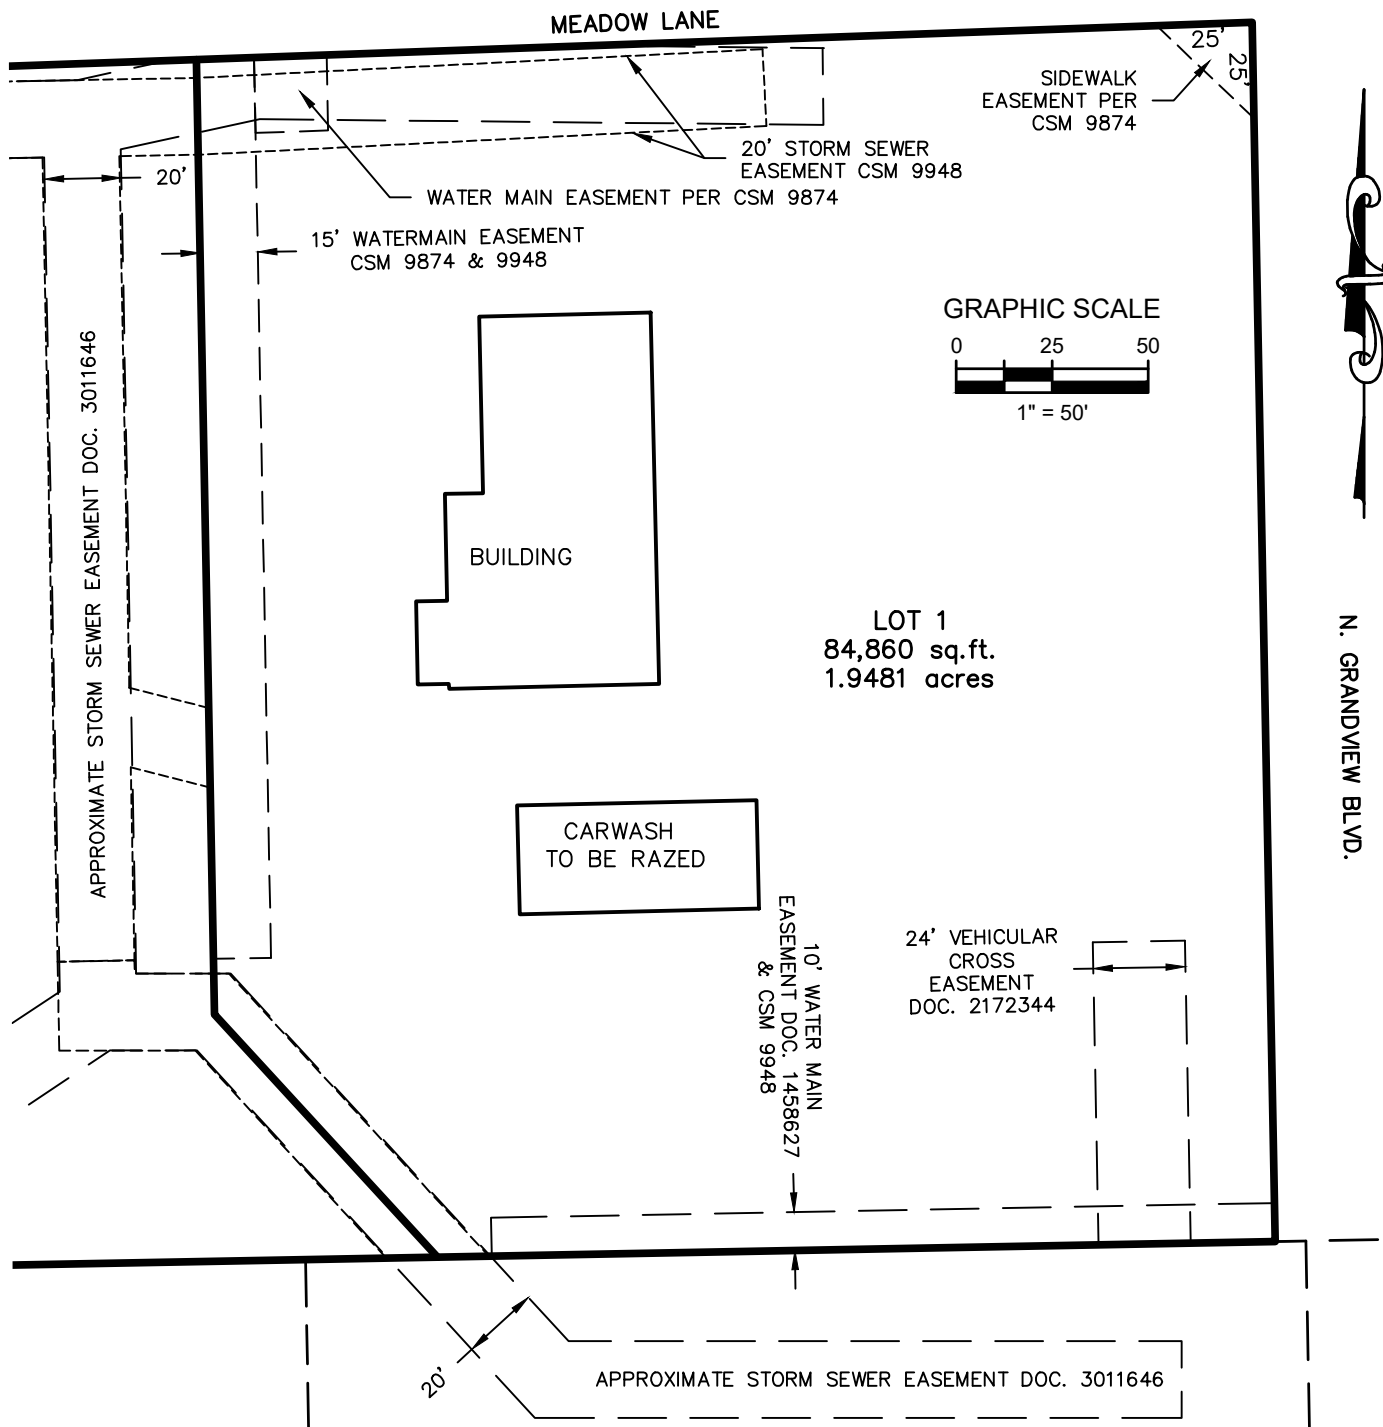 MEADOW LANE
25'
25'
SIDEWALK
EASEMENT PER
CSM 9874
20' STORM SEWER
EASEMENT CSM 9948
20'
WATER MAIN EASEMENT PER CSM 9874
15' WATERMAIN EASEMENT
CSM 9874 & 9948
GRAPHIC SCALE
0 25 50
1" = 50'
APPROXIMATE STORM SEWER EASEMENT DOC. 3011646
BUILDING
LOT 1
84,860 sq.ft.
1.9481 acres
N. GRANDVIEW BLVD.
CARWASH
TO BE RAZED
10' WATER MAIN
EASEMENT DOC. 1458627
& CSM 9948
24' VEHICULAR
CROSS
EASEMENT
DOC. 2172344
20'
APPROXIMATE STORM SEWER EASEMENT DOC. 3011646